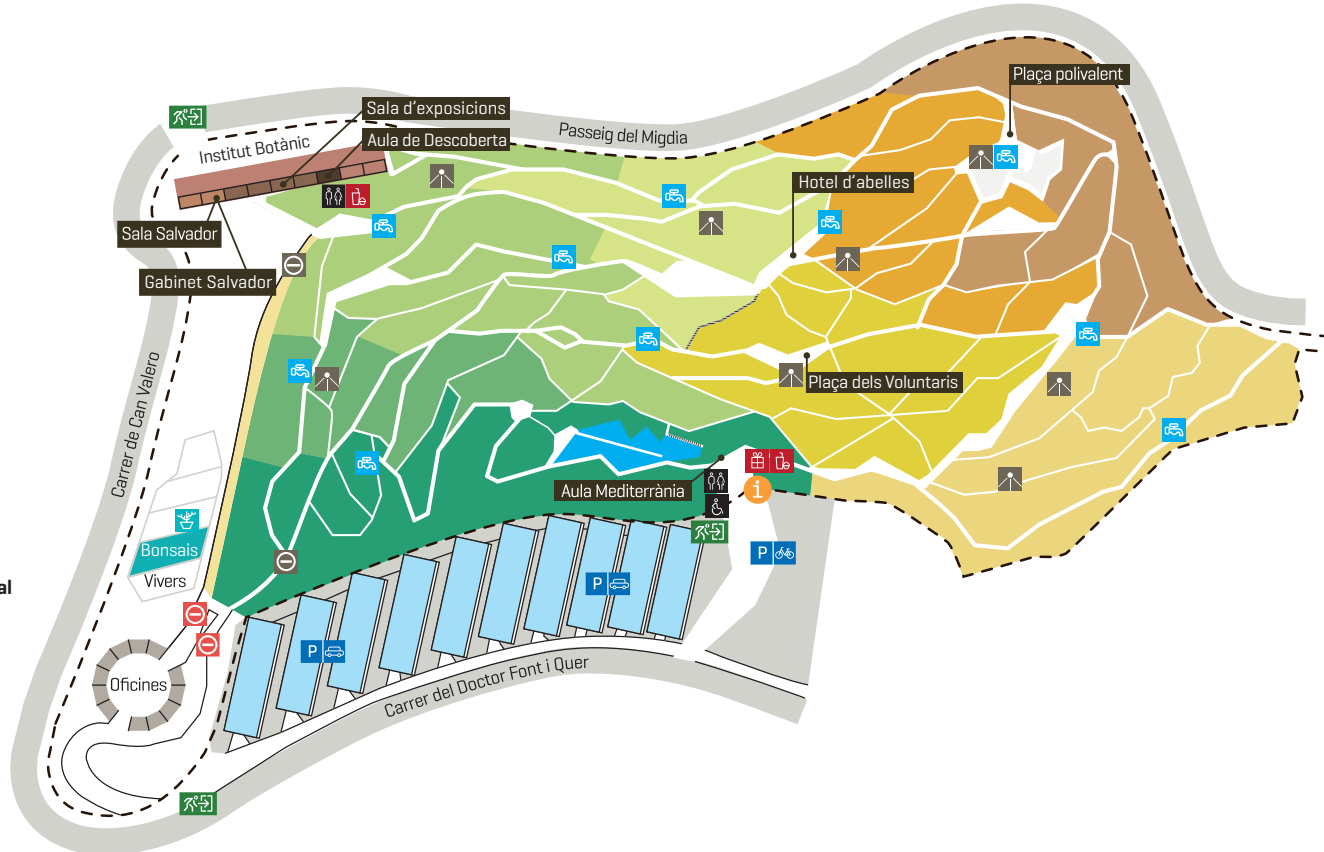 Plaça polivalent
Sala d'exposicions
Passeig del Migdia
Aula de Descoberta
Institut Botànic
Hotel d'abelles
Sala Salvador
Gabinet Salvador
Carrer de Can Valero
Plaça dels Voluntaris
Aula Mediterrània
i
Bonsais
P
Vivers
P
al
P
Oficines
Carrer del Doctor Font i Quer